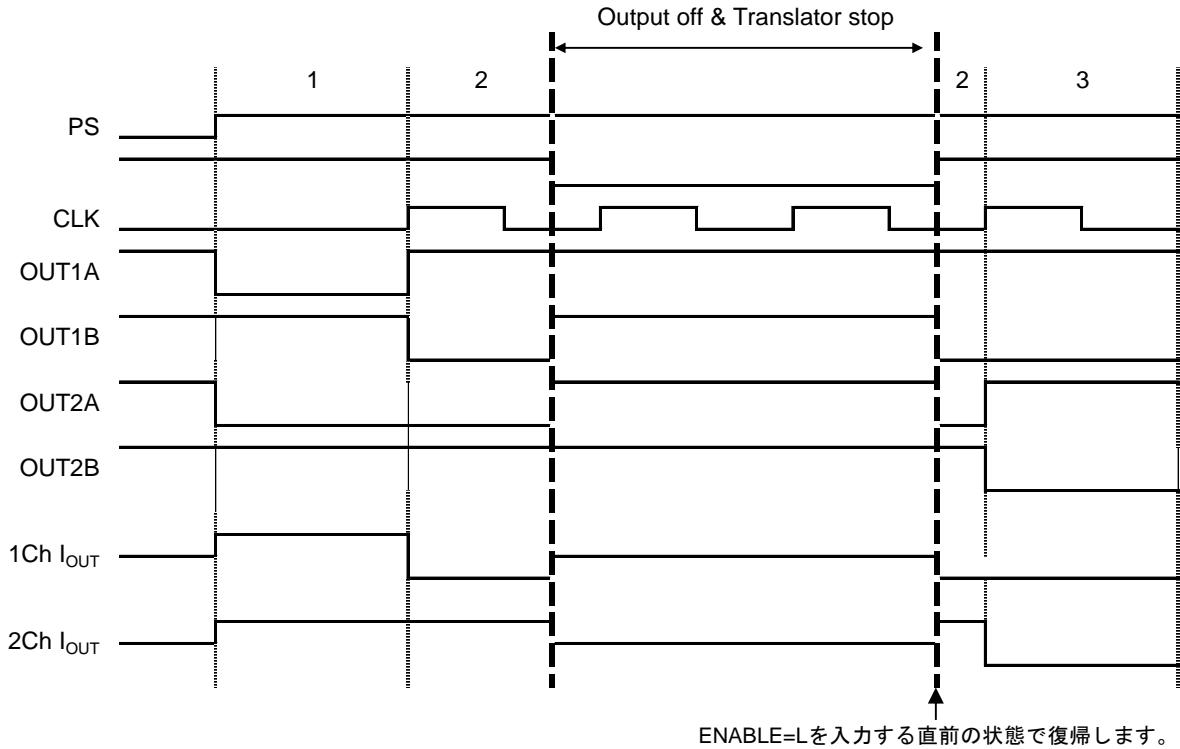 Output off & Translator stop
1 2 2 3
PS
CLK
OUT1A
OUT1B
OUT2A
OUT2B
1Ch IOUT
2Ch IOUT
ENABLE=Lを入力する直前の状態で復帰します。